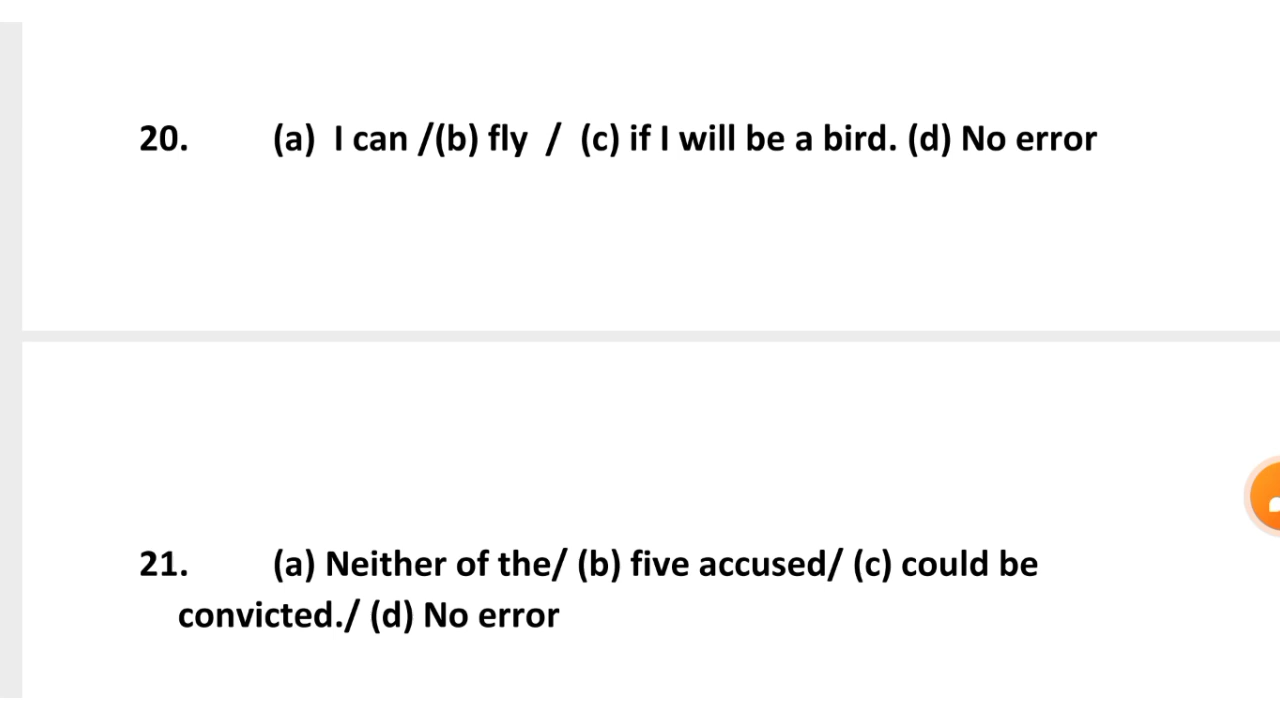 20. (a) I can /(b) fly / (c) if I will be a bird. (d) No error
21. (a) Neither of the/ (b) five accused/ (c) could be
convicted./ (d) No error